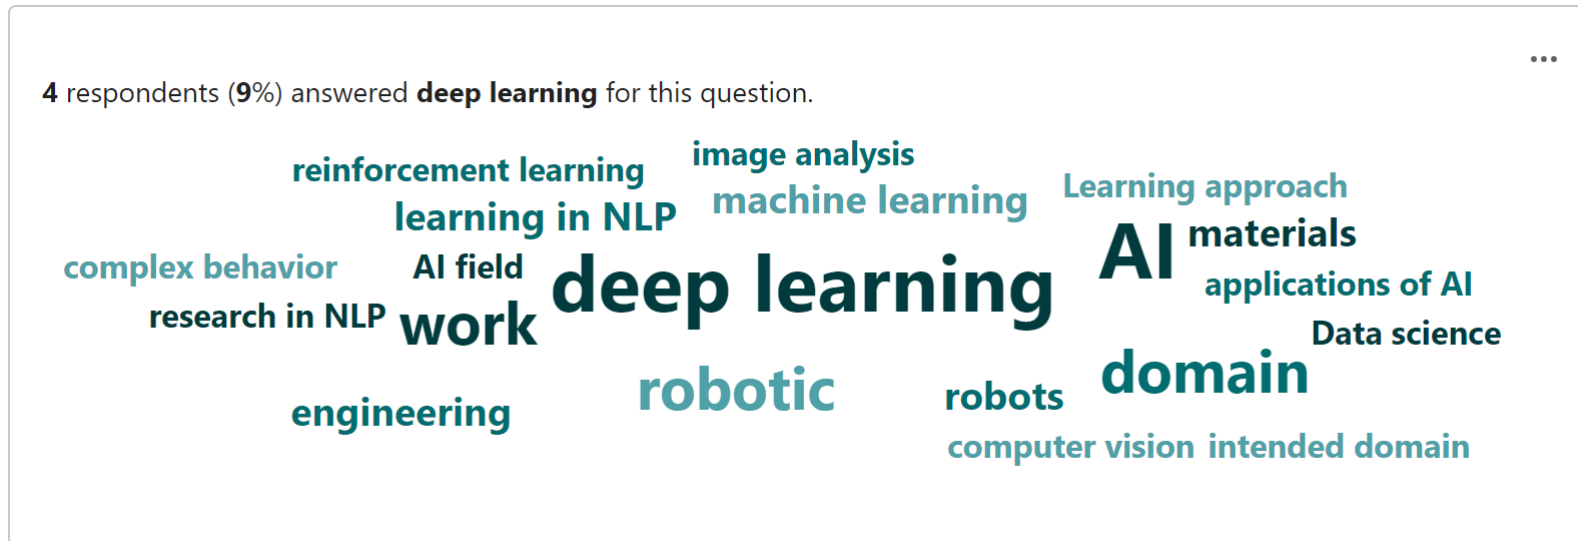 4 respondents (9%) answered deep learning for this question.
image analysis
reinforcement learning
machine learning
Learning approach
learning in NLP
AI
materials
complex behavior
AI field
deep learning
applications of AI
research in NLP
work
Data science
robotic
domain
engineering
robots
computer vision
intended domain